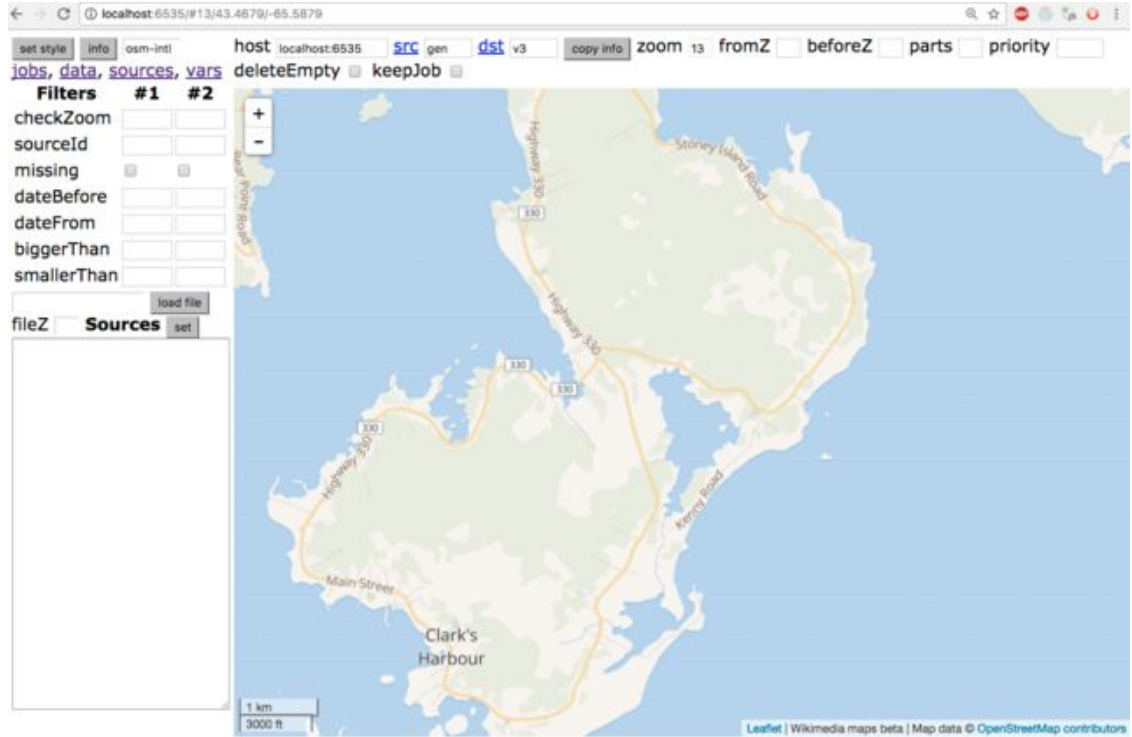 localhost:6535/#13/43.4679/-65.5879
set style info osm-intl host localhost:6535 src gen dst v3 copy info zoom 13 fromZ beforeZ parts priority
jobs, data, sources, vars deleteEmpty keepJob
Filters #1 #2
checkZoom
sourceId
missing
dateBefore
dateFrom
biggerThan
smallerThan
load file
fileZ Sources set
+
-
Highway 330
Stoney Island Road
Bear Point Road
330
Highway 330
330
330
330
Highway 330
Kenny Road
Main Street
Clark's
Harbour
1 km
3000 ft
Leaflet | Wikimedia maps beta | Map data © OpenStreetMap contributors